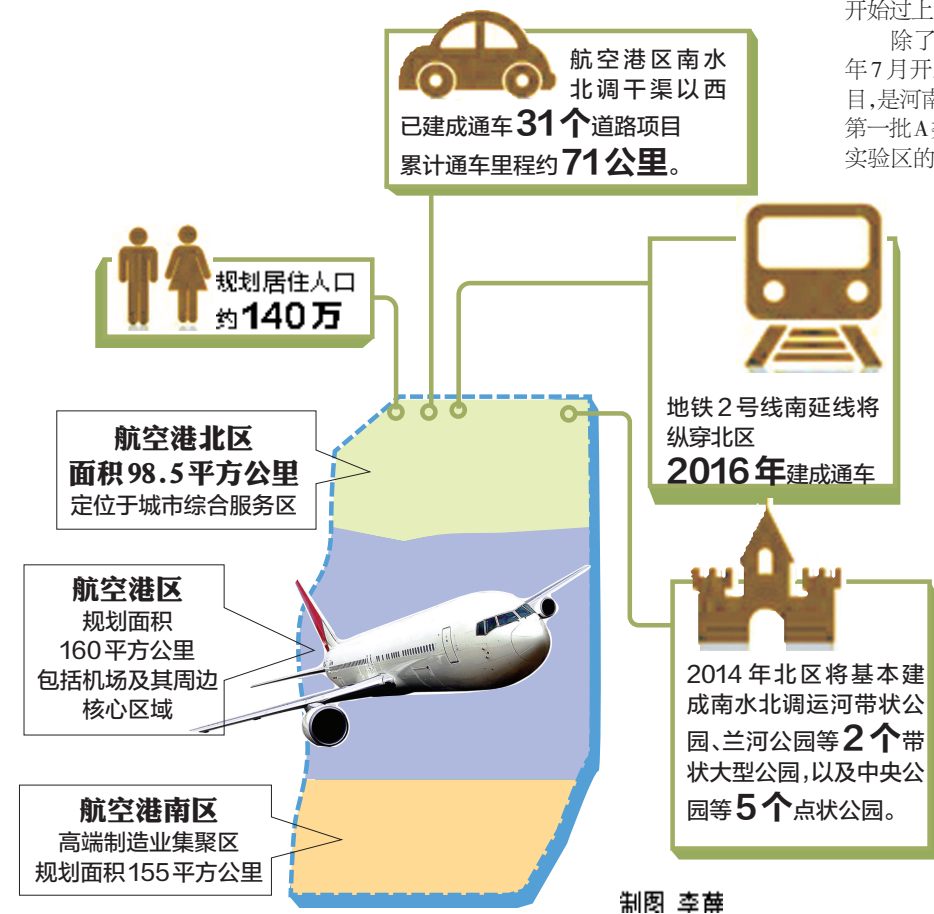 开始过上
除了
年7月开
目,是河南
第一批A
实验区的
航空港区南水
北调干渠以西
已建成通车31个道路项目
累计通车里程约71公里。
规划居住人口
约140万
地铁2号线南延线将
纵穿北区
2016年建成通车
航空港北区
面积98.5平方公里
定位于城市综合服务区
航空港区
规划面积
160平方公里
包括机场及其周边
核心区域
2014年北区将基本建
成南水北调运河带状公
园、兰河公园等2个带
状大型公园,以及中央公
园等5个点状公园。
航空港南区
高端制造业集聚区
规划面积155平方公里
制图 李薛